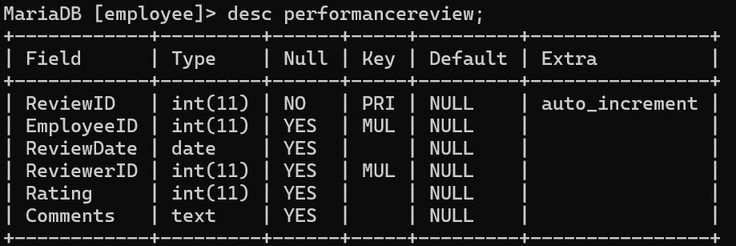 MariaDB [employee]> desc performancereview;
+------------+---------+------+-----+---------+----------------+
| Field      | Type    | Null | Key | Default | Extra          |
+------------+---------+------+-----+---------+----------------+
| ReviewID   | int(11) | NO   | PRI | NULL    | auto_increment |
| EmployeeID | int(11) | YES  | MUL | NULL    |                |
| ReviewDate | date    | YES  |     | NULL    |                |
| ReviewerID | int(11) | YES  | MUL | NULL    |                |
| Rating     | int(11) | YES  |     | NULL    |                |
| Comments   | text    | YES  |     | NULL    |                |
+------------+---------+------+-----+---------+----------------+